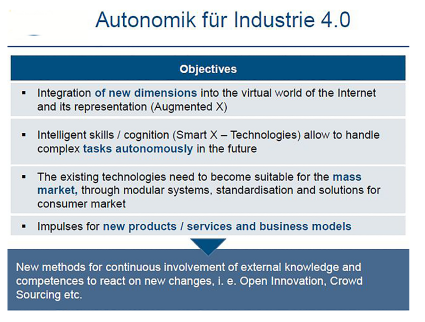 Autonomik für Industrie 4.0
Objectives
▪ Integration of new dimensions into the virtual world of the Internet
and its representation (Augmented X)
▪ Intelligent skills / cognition (Smart X – Technologies) allow to handle
complex tasks autonomously in the future
▪ The existing technologies need to become suitable for the mass
market, through modular systems, standardisation and solutions for
consumer market
▪ Impulses for new products / services and business models
New methods for continuous involvement of external knowledge and
competences to react on new changes, i. e. Open Innovation, Crowd
Sourcing etc.